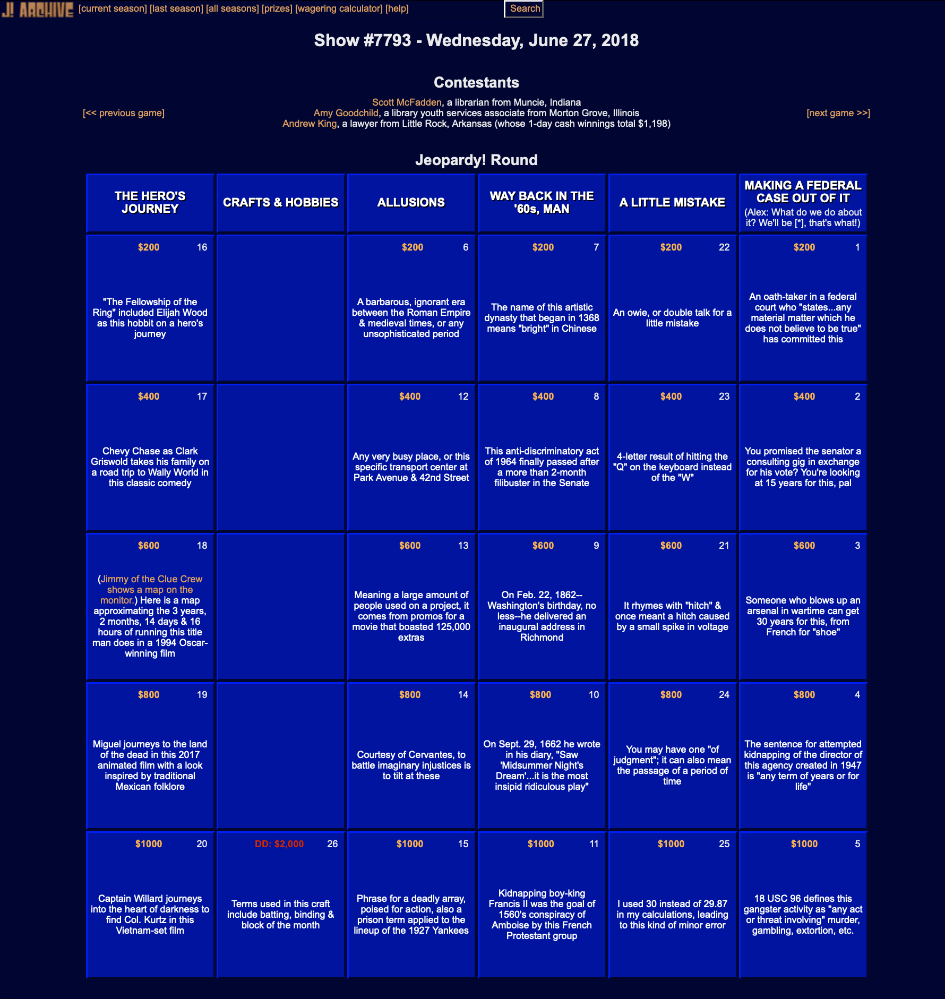 J! ARCHIVE [current season] [last season] [all seasons] [prizes] [wagering calculator] [help] Search
Show #7793 - Wednesday, June 27, 2018
Contestants
Scott McFadden, a librarian from Muncie, Indiana
[<< previous game] Amy Goodchild, a library youth services associate from Morton Grove, Illinois [next game >>]
Andrew King, a lawyer from Little Rock, Arkansas (whose 1-day cash winnings total $1,198)
Jeopardy! Round
THE HERO'S
JOURNEY
CRAFTS & HOBBIES
ALLUSIONS
WAY BACK IN THE
'60s, MAN
A LITTLE MISTAKE
MAKING A FEDERAL
CASE OUT OF IT
(Alex: What do we do about
it? We'll be [*], that's what!)
$200 16
"The Fellowship of the
Ring" included Elijah Wood
as this hobbit on a hero's
journey
$200 6
A barbarous, ignorant era
between the Roman Empire
& medieval times, or any
unsophisticated period
$200 7
The name of this artistic
dynasty that began in 1368
means "bright" in Chinese
$200 22
An owie, or double talk for a
little mistake
$200 1
An oath-taker in a federal
court who "states...any
material matter which he
does not believe to be true"
has committed this
$400 17
Chevy Chase as Clark
Griswold takes his family on
a road trip to Wally World in
this classic comedy
$400 12
Any very busy place, or this
specific transport center at
Park Avenue & 42nd Street
$400 8
This anti-discriminatory act
of 1964 finally passed after
a more than 2-month
filibuster in the Senate
$400 23
4-letter result of hitting the
"Q" on the keyboard instead
of the "W"
$400 2
You promised the senator a
consulting gig in exchange
for his vote? You're looking
at 15 years for this, pal
$600 18
(Jimmy of the Clue Crew
shows a map on the
monitor.) Here is a map
approximating the 3 years,
2 months, 14 days & 16
hours of running this title
man does in a 1994 Oscar-
winning film
$600 13
Meaning a large amount of
people used on a project, it
comes from promos for a
movie that boasted 125,000
extras
$600 9
On Feb. 22, 1862--
Washington's birthday, no
less--he delivered an
inaugural address in
Richmond
$600 21
It rhymes with "hitch" &
once meant a hitch caused
by a small spike in voltage
$600 3
Someone who blows up an
arsenal in wartime can get
30 years for this, from
French for "shoe"
$800 19
Miguel journeys to the land
of the dead in this 2017
animated film with a look
inspired by traditional
Mexican folklore
$800 14
Courtesy of Cervantes, to
battle imaginary injustices is
to tilt at these
$800 10
On Sept. 29, 1662 he wrote
in his diary, "Saw
'Midsummer Night's
Dream'...it is the most
insipid ridiculous play"
$800 24
You may have one "of
judgment"; it can also mean
the passage of a period of
time
$800 4
The sentence for attempted
kidnapping of the director of
this agency created in 1947
is "any term of years or for
life"
$1000 20
Captain Willard journeys
into the heart of darkness to
find Col. Kurtz in this
Vietnam-set film
DD: $2,000 26
Terms used in this craft
include batting, binding &
block of the month
$1000 15
Phrase for a deadly array,
poised for action, also a
prison term applied to the
lineup of the 1927 Yankees
$1000 11
Kidnapping boy-king
Francis II was the goal of
1560's conspiracy of
Amboise by this French
Protestant group
$1000 25
I used 30 instead of 29.87
in my calculations, leading
to this kind of minor error
$1000 5
18 USC 96 defines this
gangster activity as "any act
or threat involving" murder,
gambling, extortion, etc.